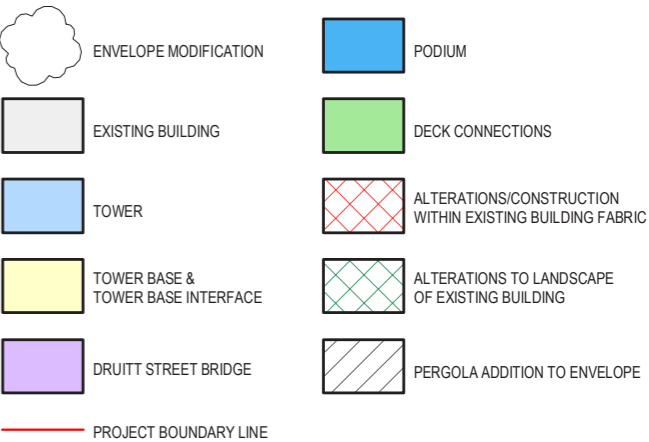 ENVELOPE MODIFICATION
EXISTING BUILDING
TOWER
TOWER BASE &
TOWER BASE INTERFACE
DRUITT STREET BRIDGE
PROJECT BOUNDARY LINE
PODIUM
DECK CONNECTIONS
ALTERATIONS/CONSTRUCTION
WITHIN EXISTING BUILDING FABRIC
ALTERATIONS TO LANDSCAPE
OF EXISTING BUILDING
PERGOLA ADDITION TO ENVELOPE